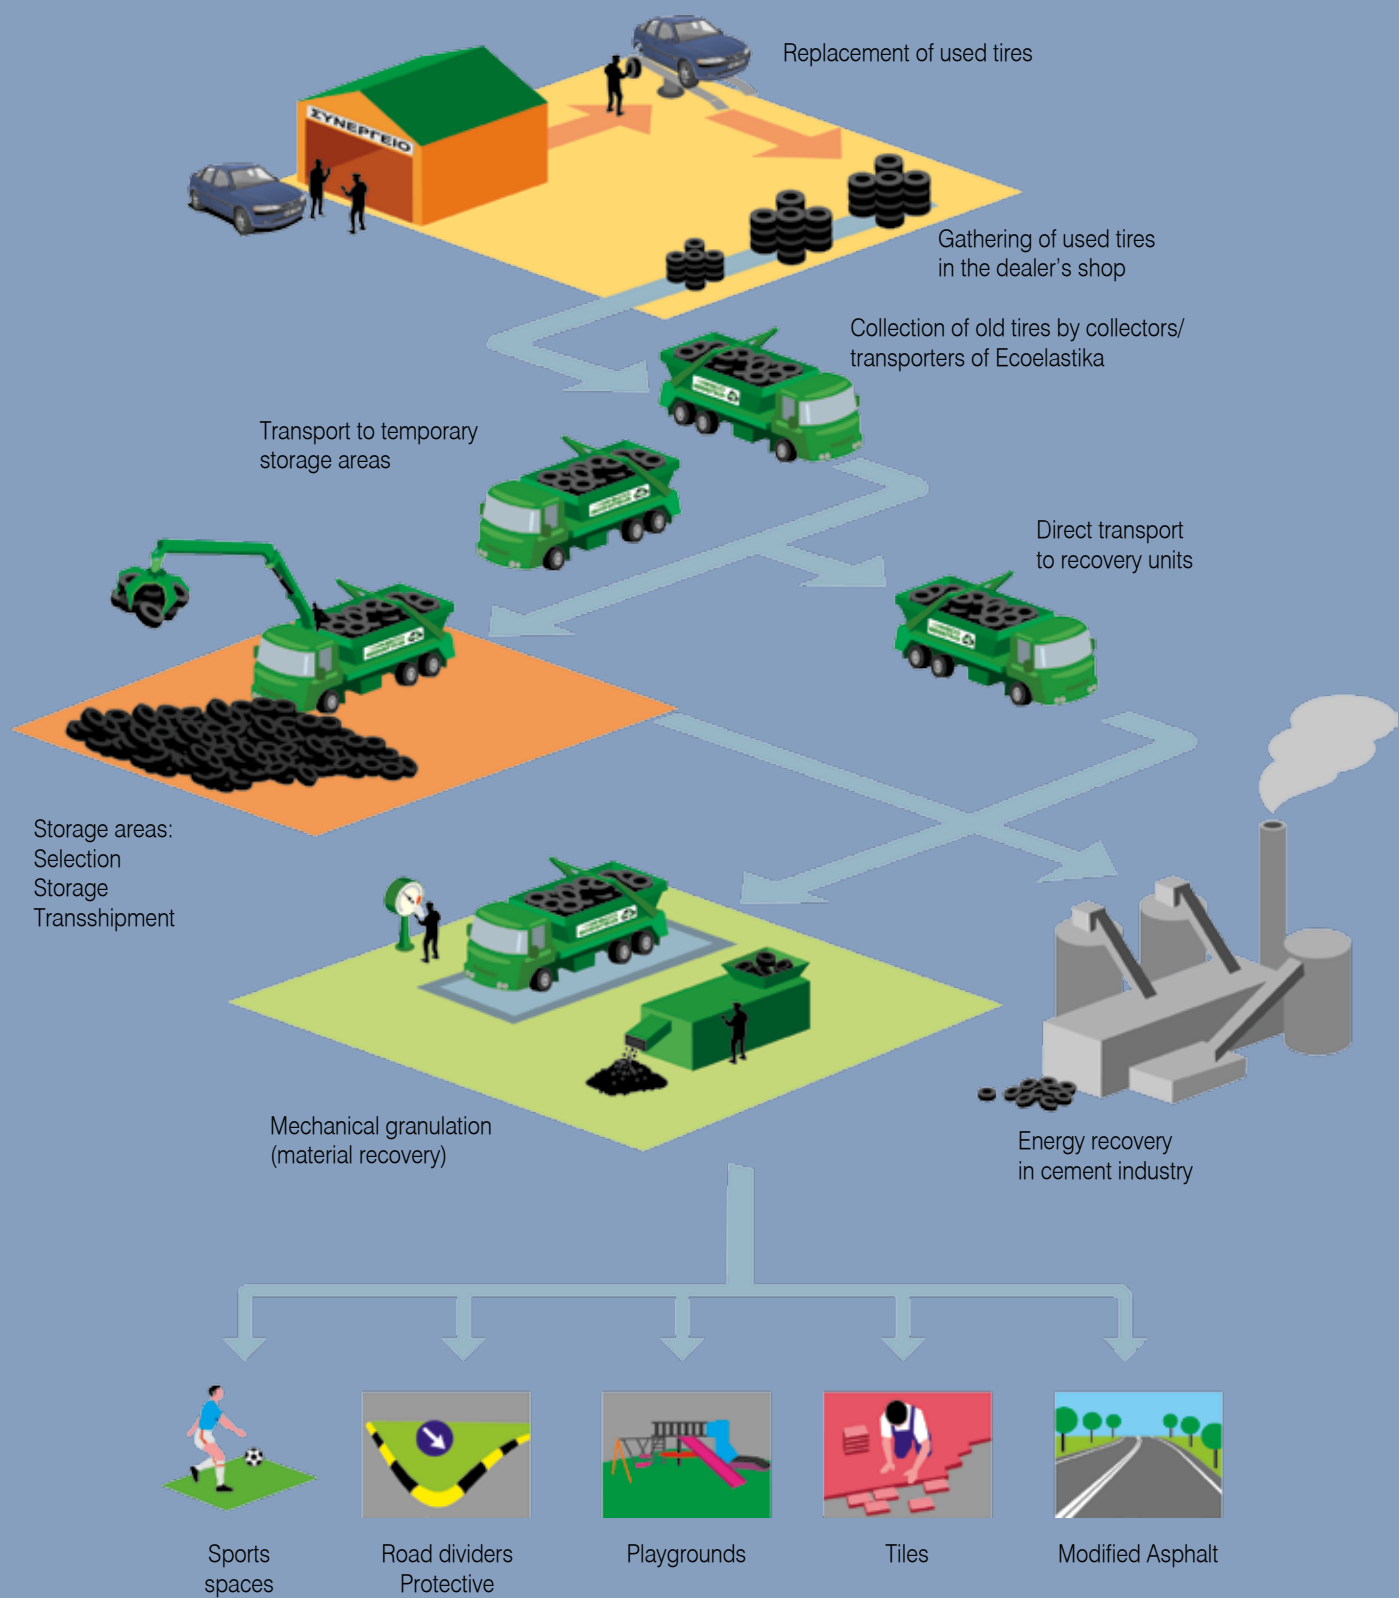 Replacement of used tires
ΣΥΝΕΡΓΕΙΟ
Gathering of used tires
in the dealer’s shop
Collection of old tires by collectors/
transporters of Ecoelastika
Transport to temporary
storage areas
Direct transport
to recovery units
Storage areas:
Selection
Storage
Transshipment
Mechanical granulation
(material recovery)
Energy recovery
in cement industry
Sports
spaces
Road dividers
Protective
Playgrounds
Tiles
Modified Asphalt